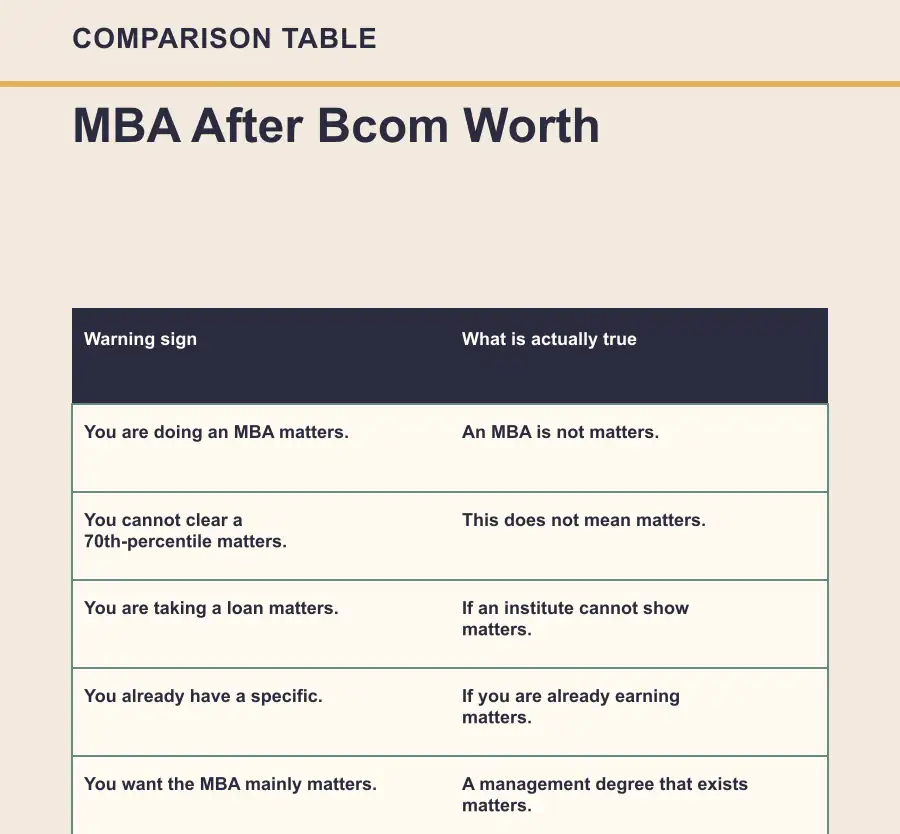 COMPARISON TABLE
MBA After Bcom Worth
Warning sign
What is actually true
You are doing an MBA matters.
An MBA is not matters.
You cannot clear a
70th-percentile matters.
This does not mean matters.
You are taking a loan matters.
If an institute cannot show
matters.
You already have a specific.
If you are already earning
matters.
You want the MBA mainly matters.
A management degree that exists
matters.